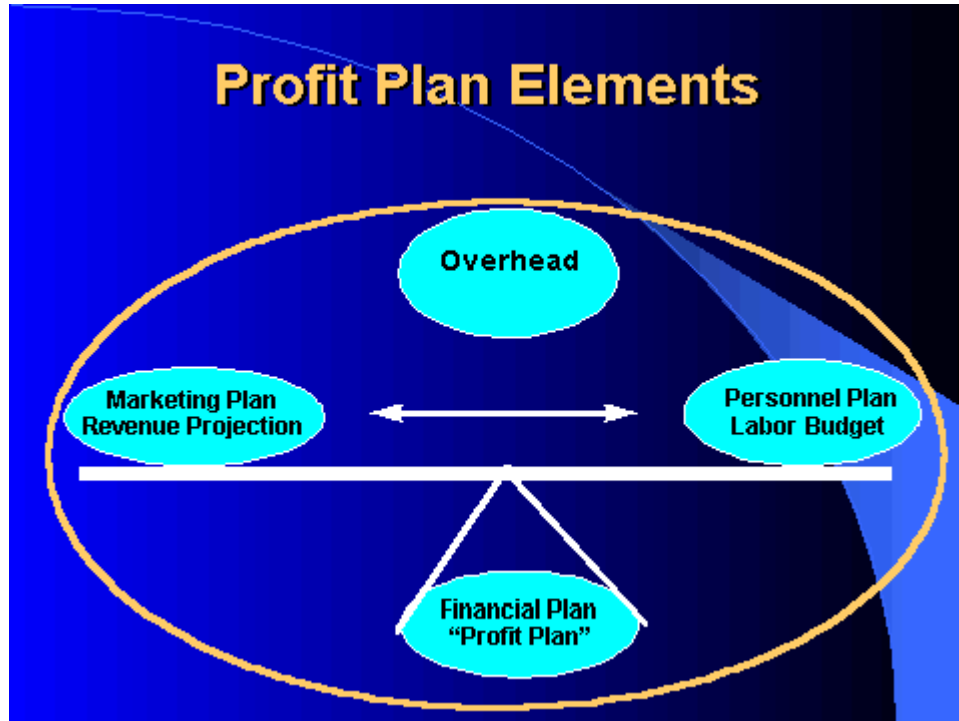 Profit Plan Elements
Overhead
Marketing Plan
Revenue Projection
Personnel Plan
Labor Budget
Financial Plan
“Profit Plan”